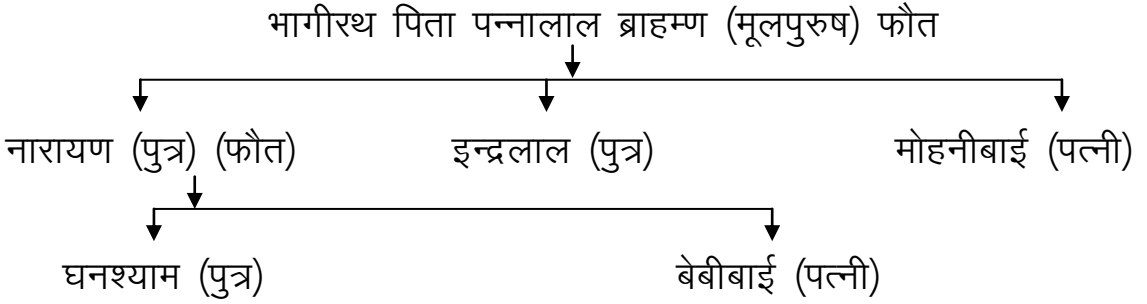 भागीरथ पिता पन्नालाल ब्राहम्ण (मूलपुरुष) फौत
नारायण (पुत्र) (फौत) इन्द्रलाल (पुत्र) मोहनीबाई (पत्नी)
घनश्याम (पुत्र) बेबीबाई (पत्नी)